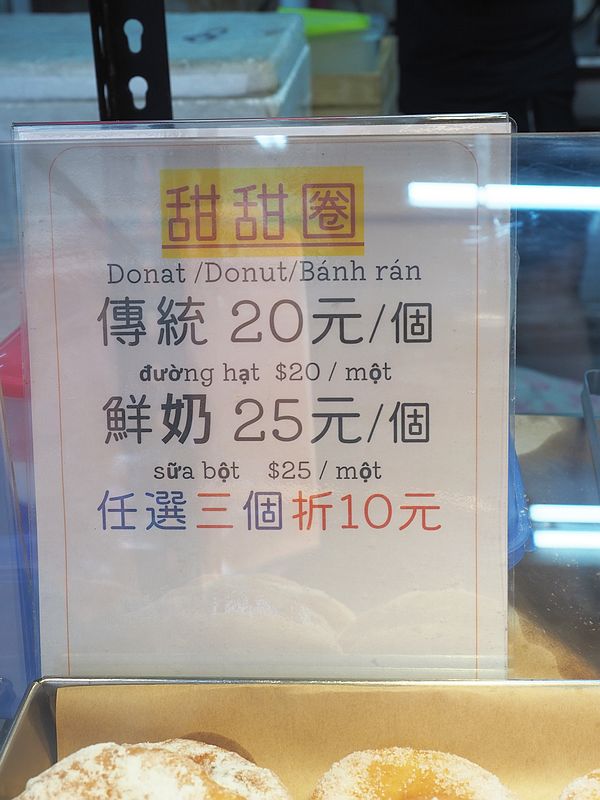 甜甜圈
Donat /Donut/Bánh rán
傳統 20元/個
đường hạt $20 / một
鮮奶 25元/個
sữa bột $25 / một
任選三個折10元